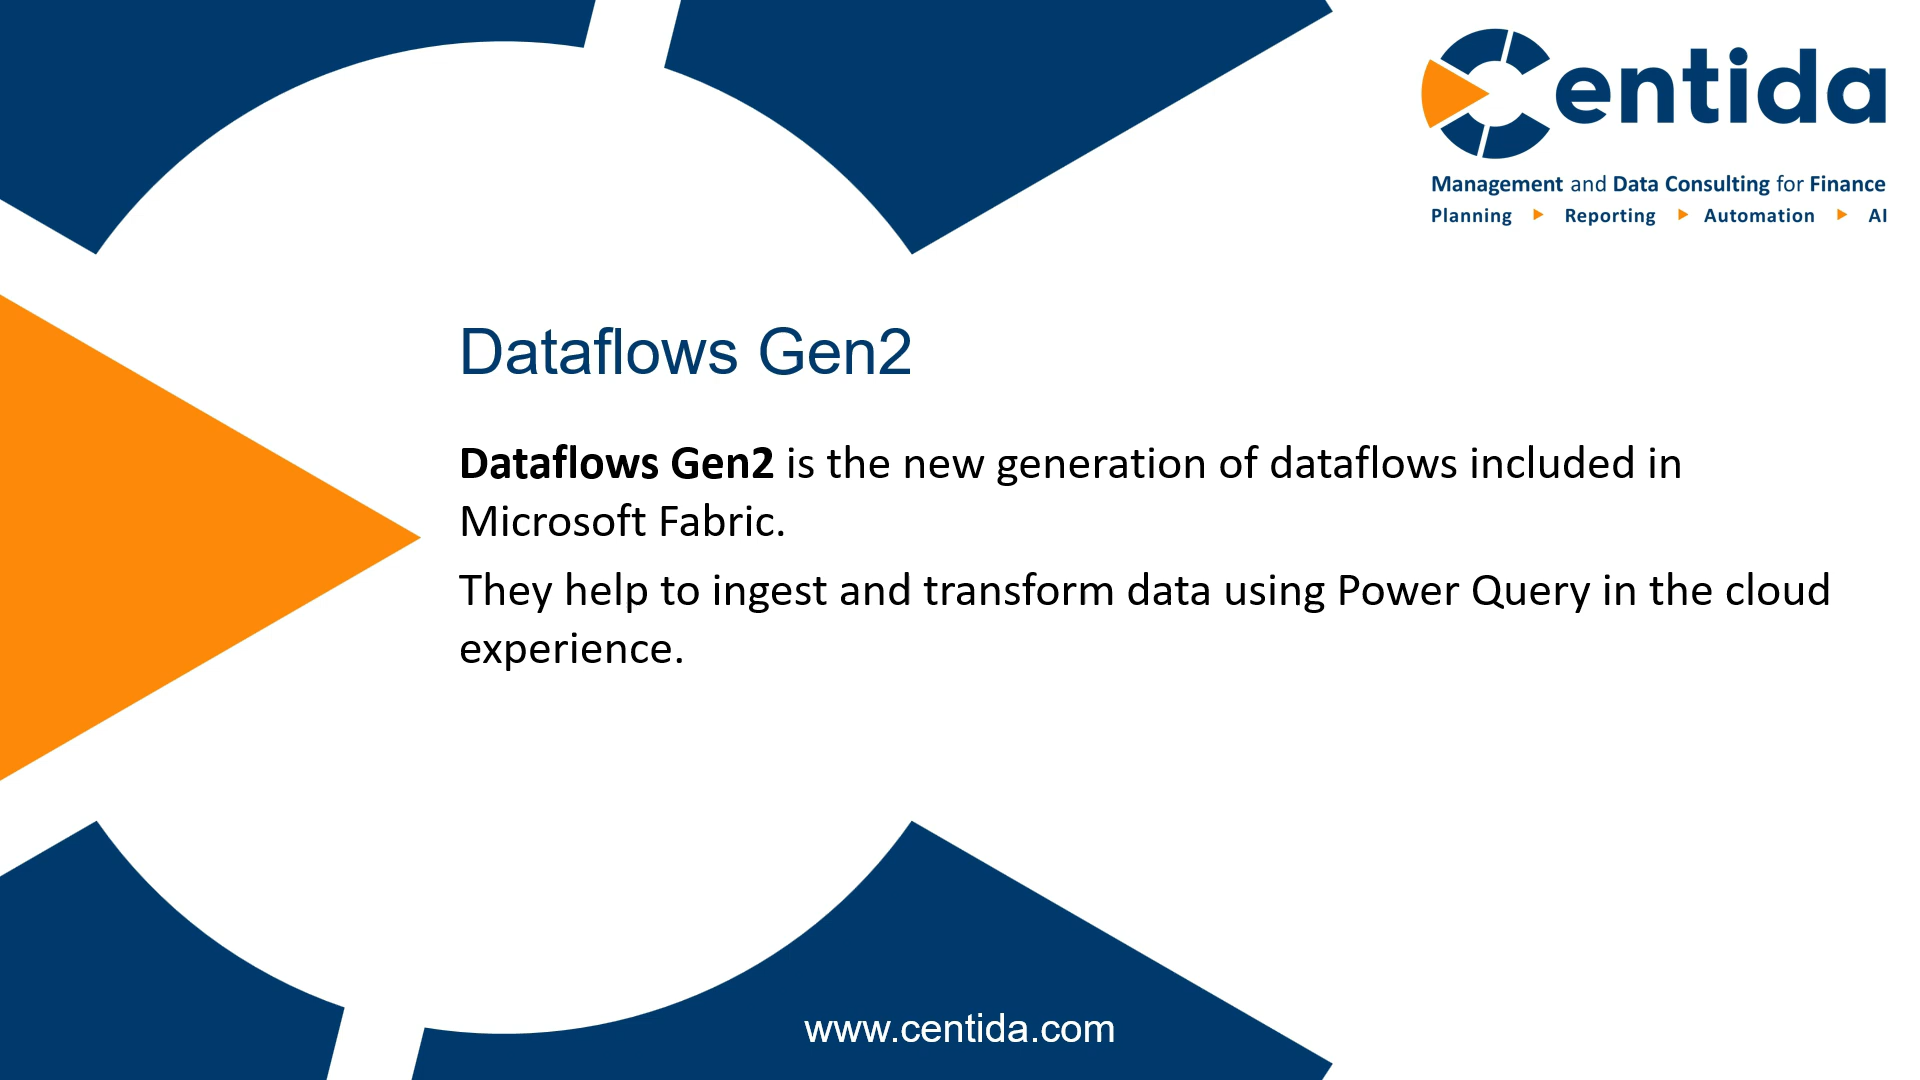 Centida
Management and Data Consulting for Finance
Planning Reporting Automation AI
Dataflows Gen2
Dataflows Gen2 is the new generation of dataflows included in
Microsoft Fabric.
They help to ingest and transform data using Power Query in the cloud
experience.
www.centida.com